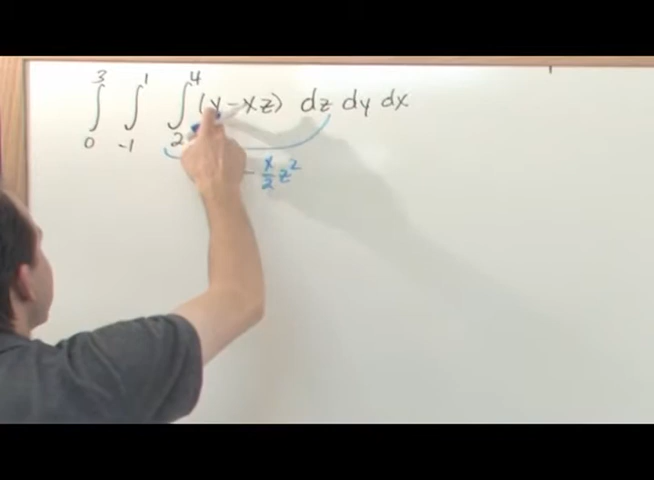 ∫₀³ ∫₋₁¹ ∫₂⁴ (y - xz) dz dy dx
- x/2 z²